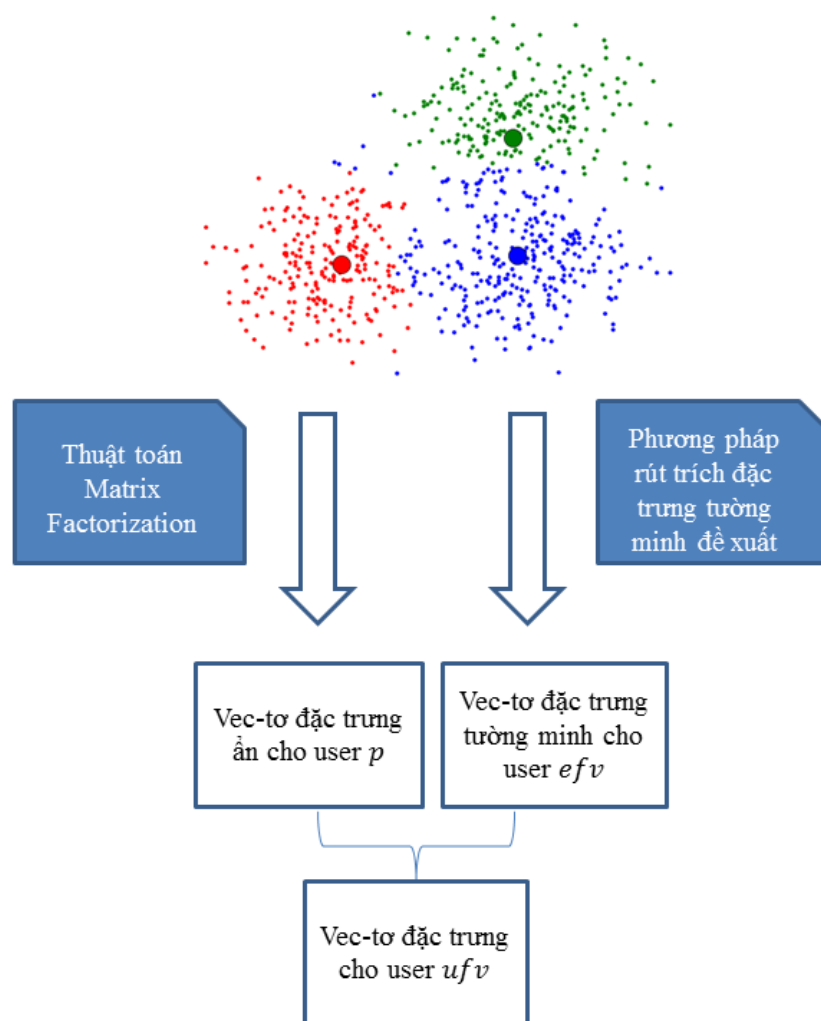 Thuật toán
Matrix
Factorization
Phương pháp
rút trích đặc
trưng tường
minh đề xuất
Vec-tơ đặc trưng
ẩn cho user p
Vec-tơ đặc trưng
tường minh cho
user efv
Vec-tơ đặc trưng
cho user ufv